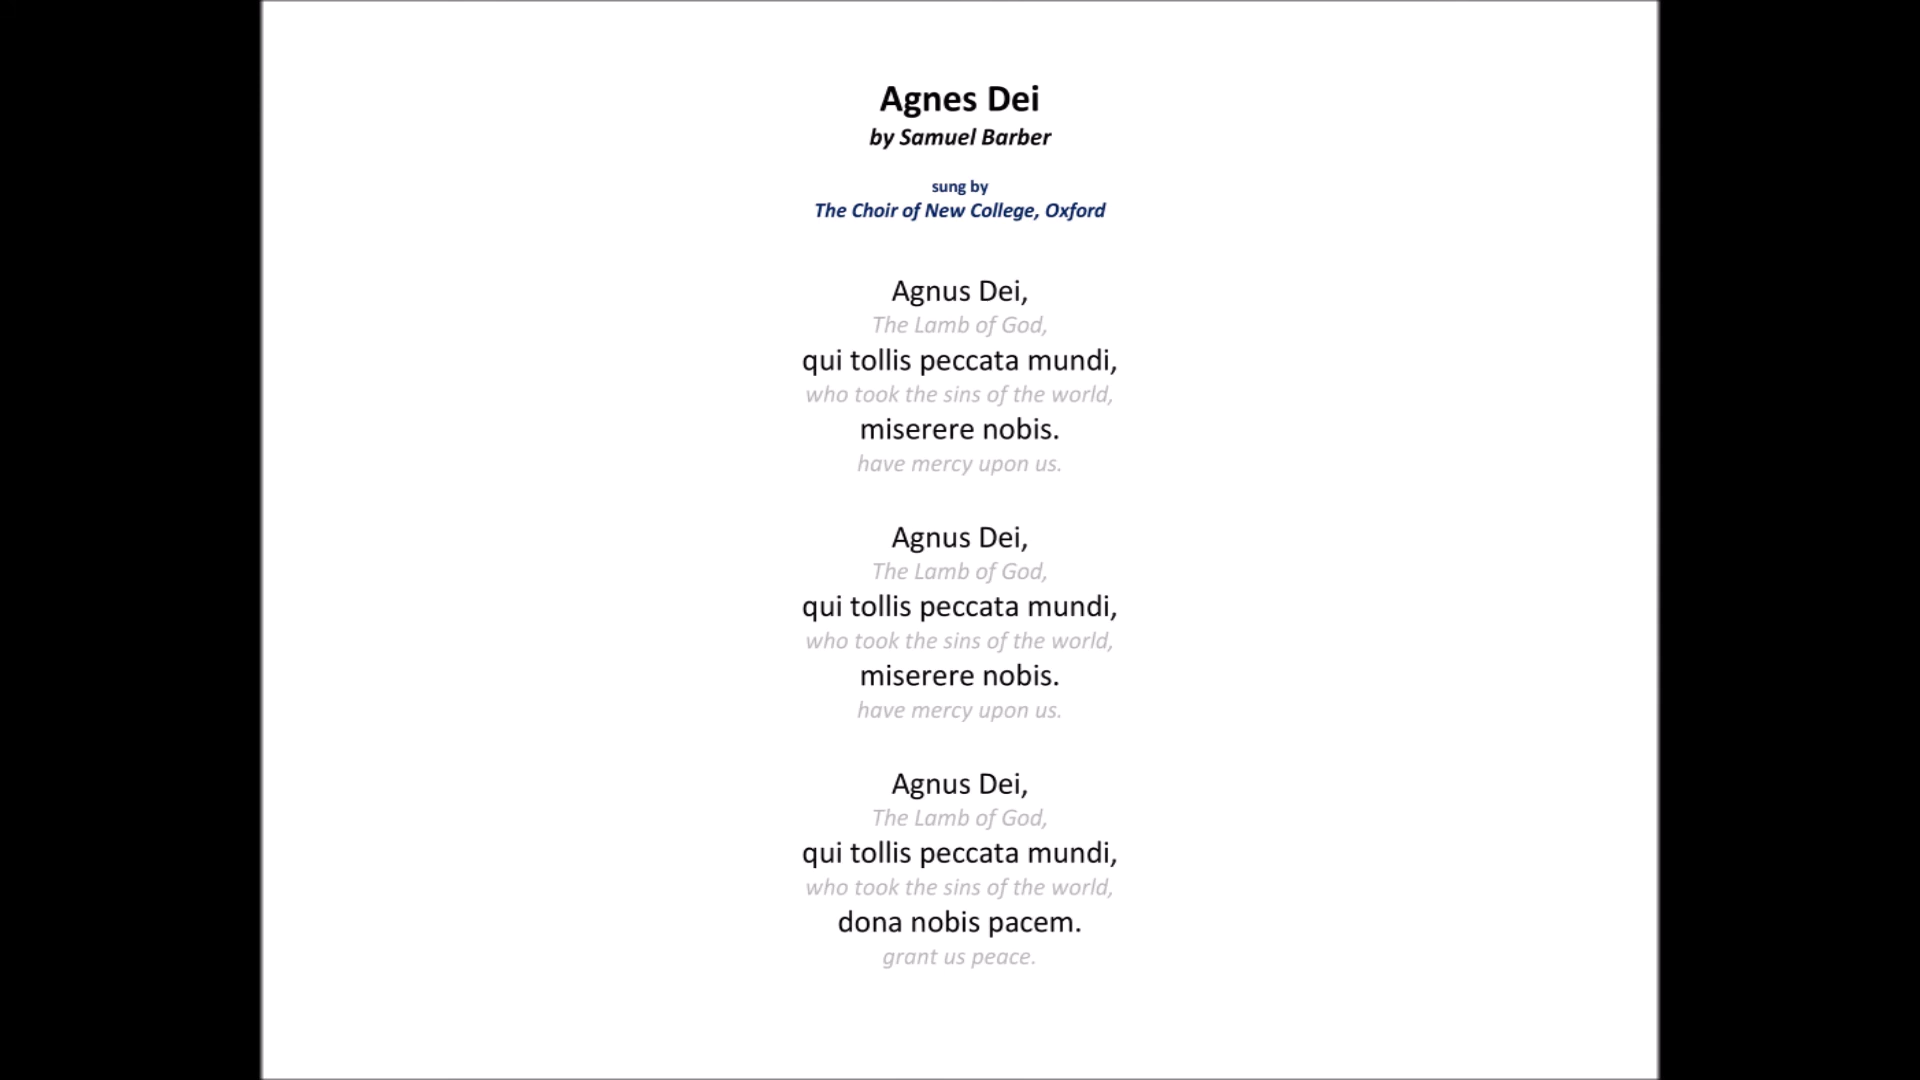 Agnes Dei
by Samuel Barber
sung by
The Choir of New College, Oxford
Agnus Dei,
The Lamb of God,
qui tollis peccata mundi,
who took the sins of the world,
miserere nobis.
have mercy upon us.
Agnus Dei,
The Lamb of God,
qui tollis peccata mundi,
who took the sins of the world,
miserere nobis.
have mercy upon us.
Agnus Dei,
The Lamb of God,
qui tollis peccata mundi,
who took the sins of the world,
dona nobis pacem.
grant us peace.